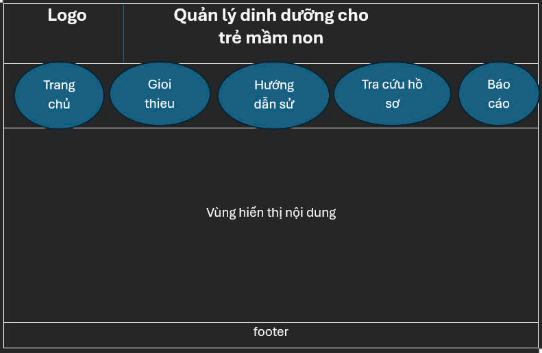 Logo
Quản lý dinh dưỡng cho
trẻ mầm non
Trang
chủ
Gioi
thieu
Hướng
dẫn sử
Tra cứu hồ
sơ
Báo
cáo
Vùng hiển thị nội dung
footer